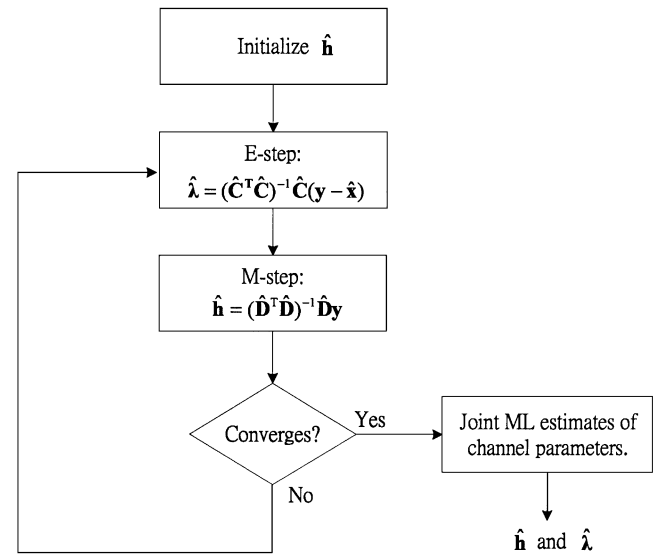 Initialize ĥ
E-step:
λ̂ = (ĈᵀĈ)⁻¹Ĉ(y − x̂)
M-step:
ĥ = (D̂ᵀD̂)⁻¹D̂y
Converges?
Yes
Joint ML estimates of
channel parameters.
No
ĥ and λ̂